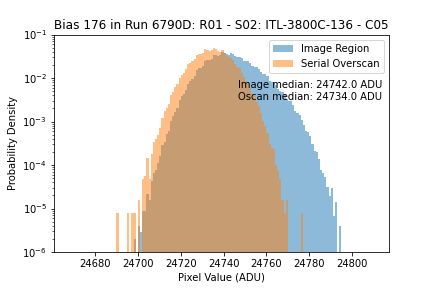 Bias 176 in Run 6790D: R01 - S02: ITL-3800C-136 - C05
Image Region
Serial Overscan
Image median: 24742.0 ADU
Oscan median: 24734.0 ADU
Probability Density
10⁻¹
10⁻²
10⁻³
10⁻⁴
10⁻⁵
10⁻⁶
24680 24700 24720 24740 24760 24780 24800
Pixel Value (ADU)